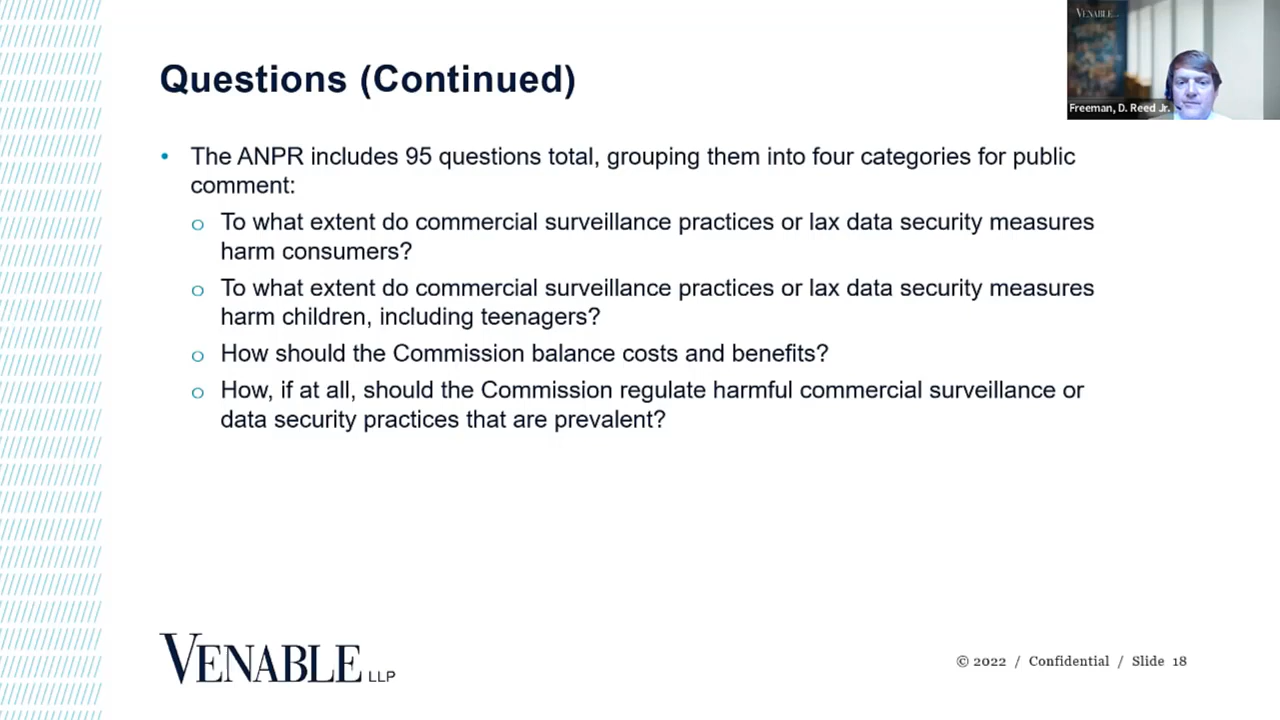 VENABLE
Freeman, D. Reed Jr.
Questions (Continued)
• The ANPR includes 95 questions total, grouping them into four categories for public
comment:
o To what extent do commercial surveillance practices or lax data security measures
harm consumers?
o To what extent do commercial surveillance practices or lax data security measures
harm children, including teenagers?
o How should the Commission balance costs and benefits?
o How, if at all, should the Commission regulate harmful commercial surveillance or
data security practices that are prevalent?
VENABLE LLP
© 2022 / Confidential / Slide 18